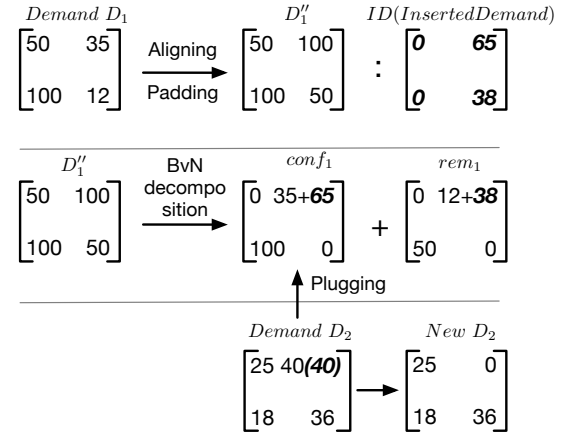 Demand D₁ D₁″ ID(InsertedDemand)
50 35 Aligning 50 100 : 0 65
100 12 Padding 100 50 0 38
D₁″ BvN conf₁ rem₁
50 100 decompo 0 35+65 + 0 12+38
sition
100 50 100 0 50 0
Plugging
Demand D₂ New D₂
25 40(40) 25 0
18 36 18 36